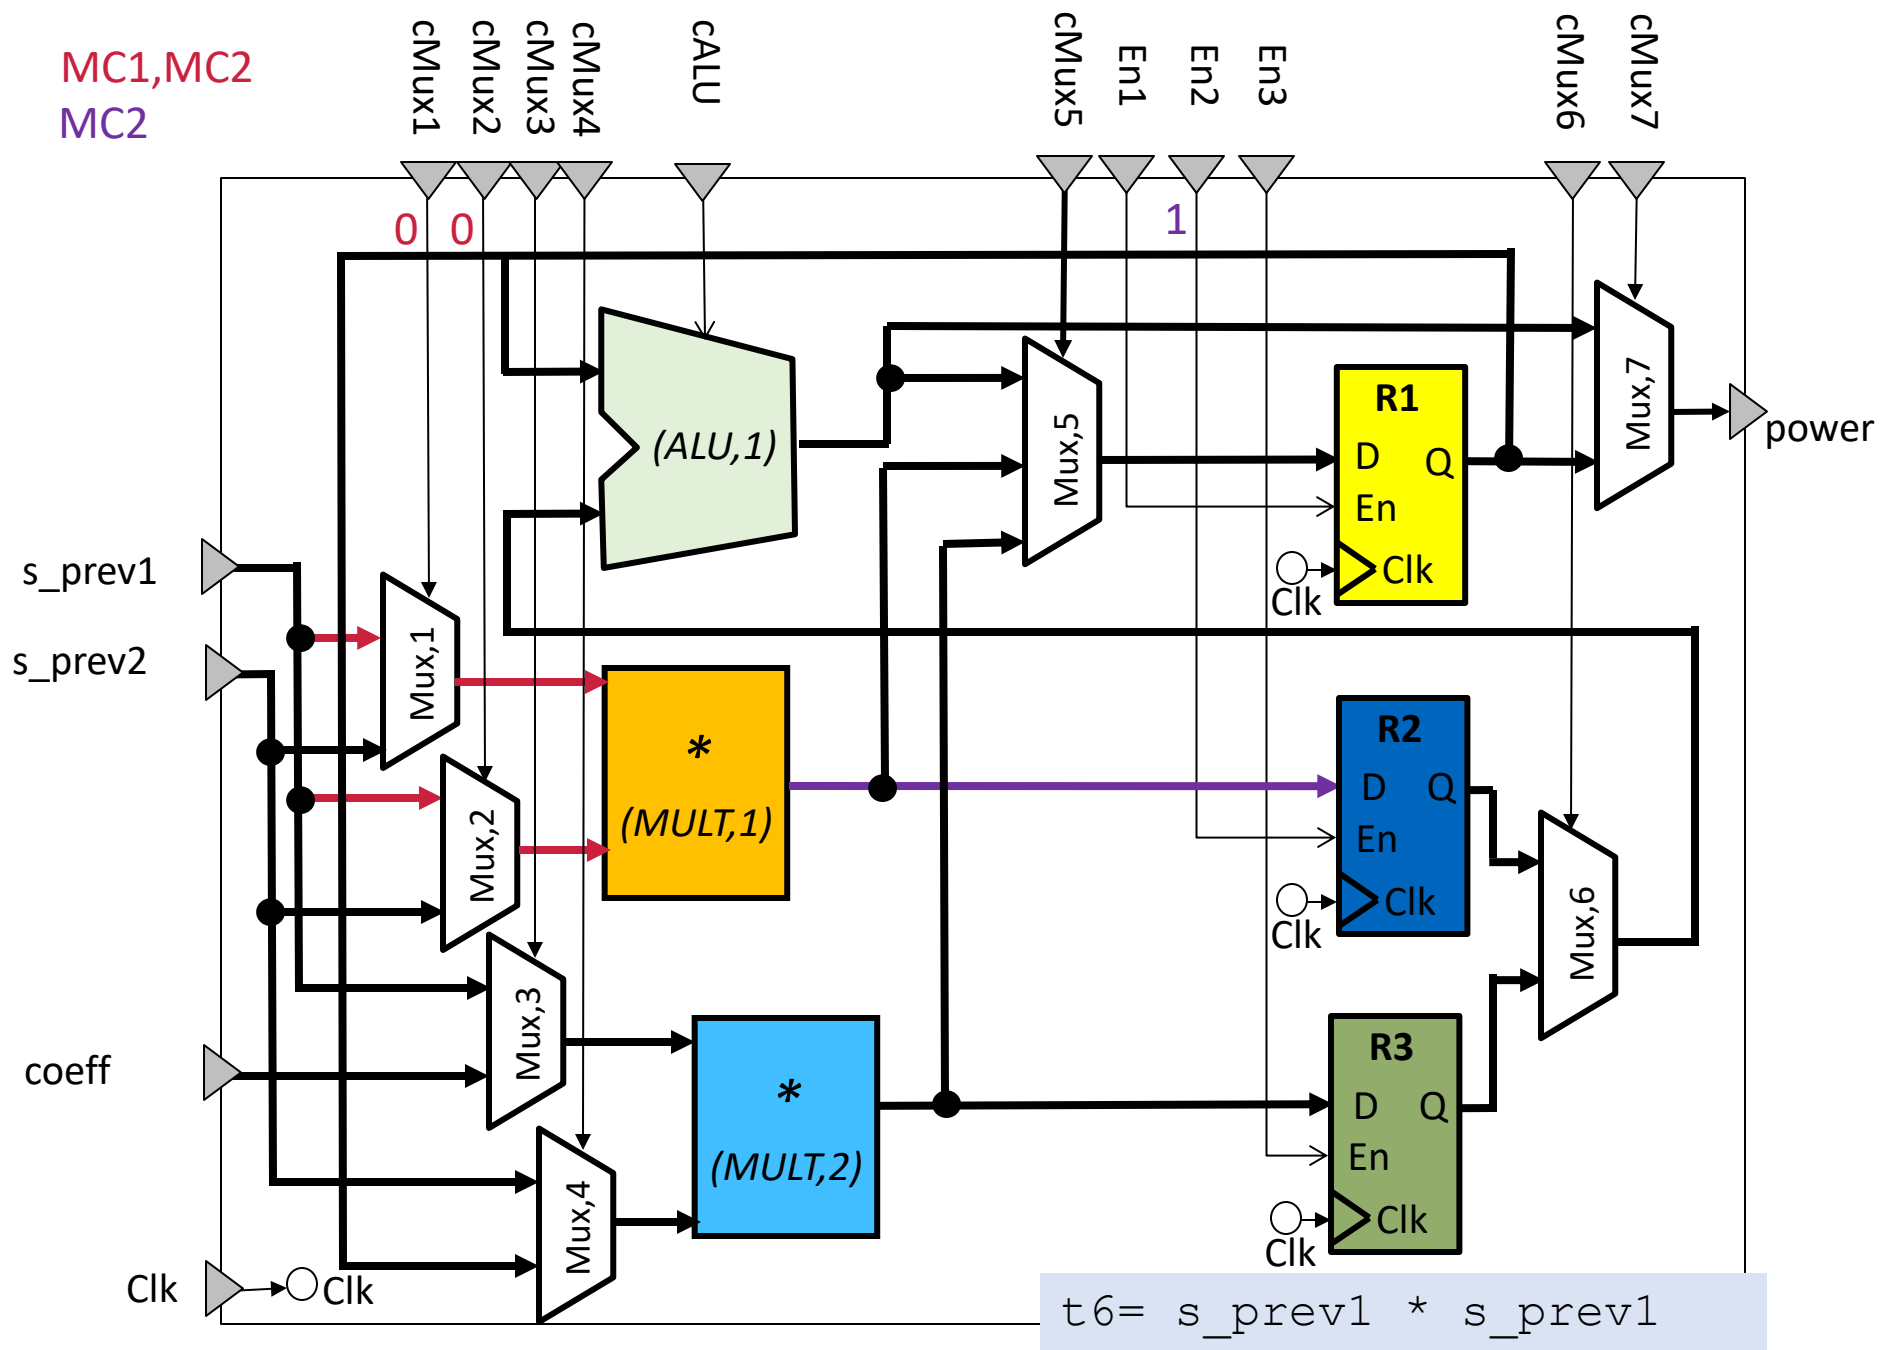 MC1,MC2
MC2
cMux1
cMux2
cMux3
cMux4
cALU
cMux5
En1
En2
En3
cMux6
cMux7
0
0
1
(ALU,1)
Mux,5
R1
D
Q
En
Clk
Clk
Mux,7
power
s_prev1
s_prev2
Mux,1
Mux,2
*
(MULT,1)
R2
D
Q
En
Clk
Clk
Mux,6
coeff
Mux,3
Mux,4
*
(MULT,2)
R3
D
Q
En
Clk
Clk
Clk
Clk
t6= s_prev1 * s_prev1